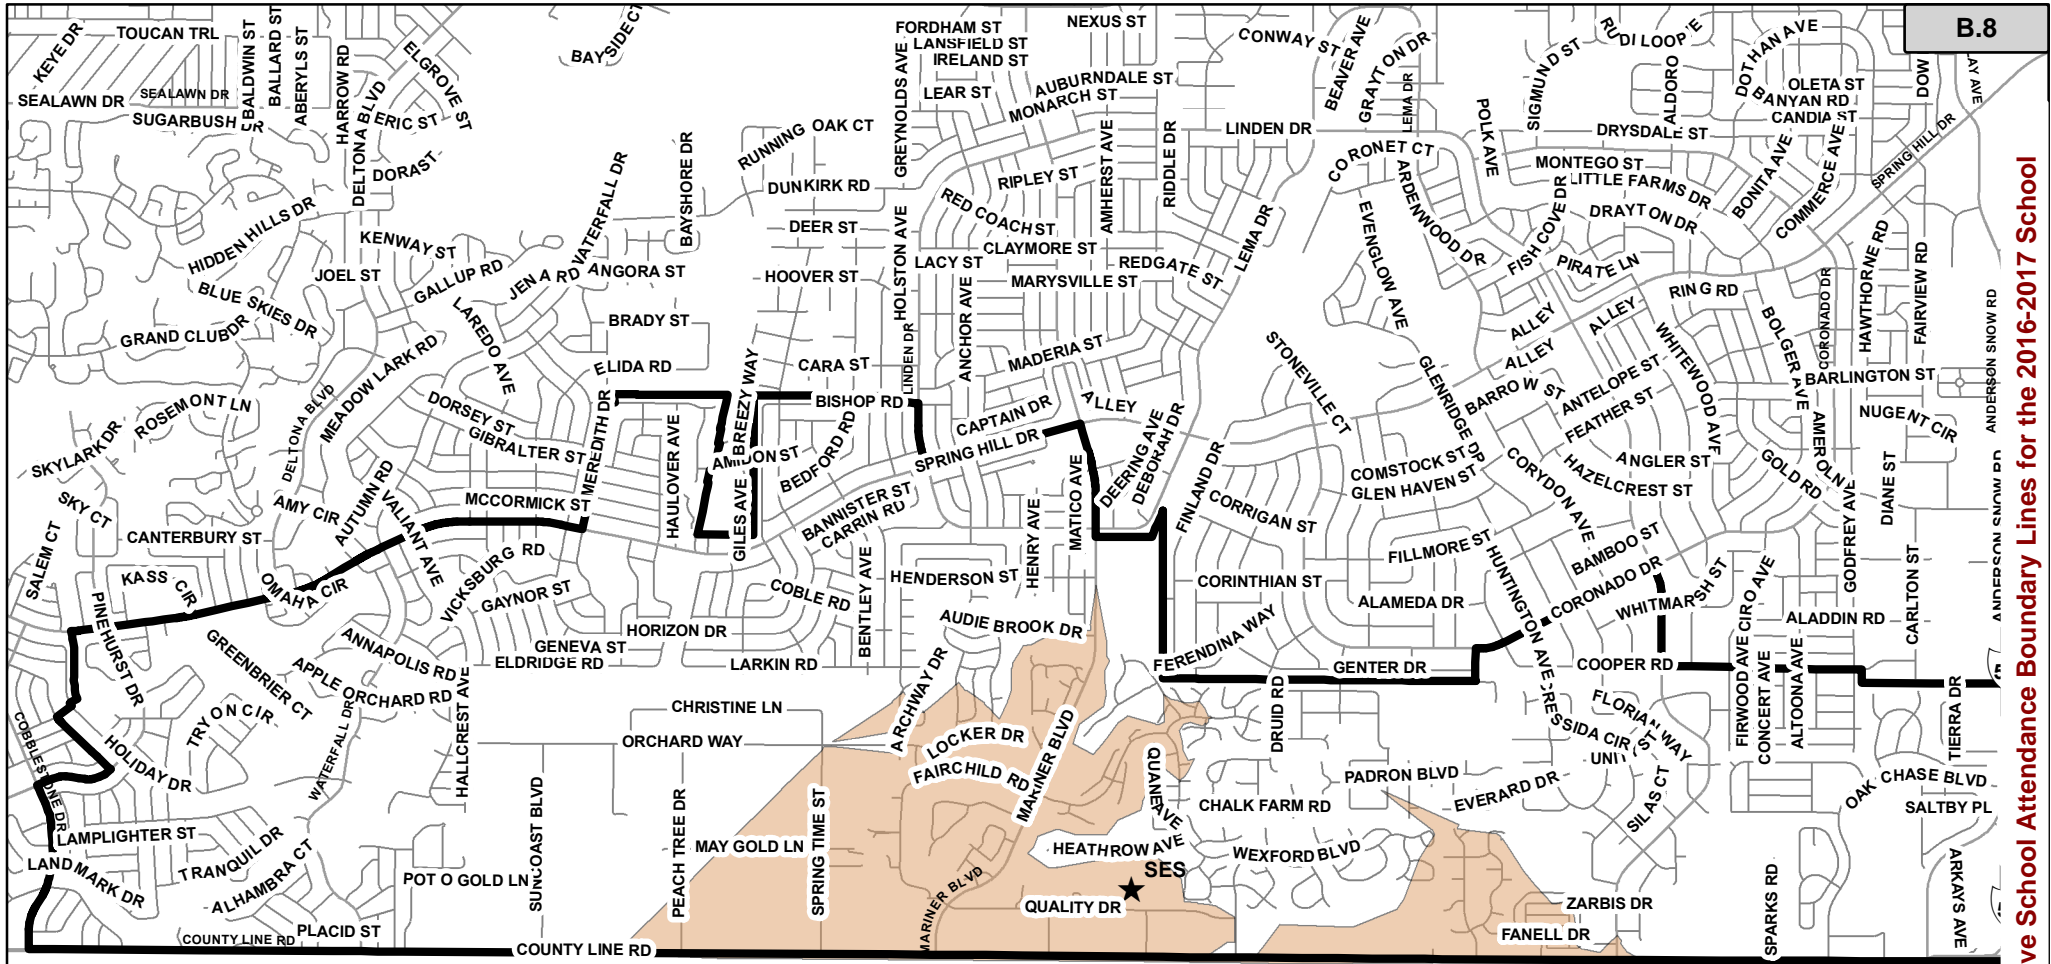 B.8
KEYE DR
TOUCAN TRL
BALDWIN ST
BALLARD ST
ABERYLS ST
HARROW RD
ELGROVE ST
BAYSIDE CT
FORDHAM ST
LANSFIELD ST
IRELAND ST
NEXUS ST
CONWAY ST
BEAVER AVE
GRAYTON DR
SIGMUND ST
RUDI LOOP
ALDORO
DOTHAN AVE
OLETA ST
BANYAN RD
CANDIA ST
DOW
SEALAWN DR
SEALAWN DR
SUGARBUSH DR
DELTONA BLVD
ERIC ST
GREYNOLDS AVE
LEAR ST
AUBURNDALE ST
MONARCH ST
LEMA DR
POLK AVE
DRYSDALE ST
SPRING HILL DR
RUNNING OAK CT
LINDEN DR
DORA ST
WATERFALL DR
BAYSHORE DR
DUNKIRK RD
RIPLEY ST
AMHERST AVE
RIDDLE DR
CORONET CT
ARDENWOOD DR
MONTEGO ST
LITTLE FARMS DR
BONITA AVE
COMMERCE AVE
HIDDEN HILLS DR
DEER ST
HOLSTON AVE
RED COACH ST
CLAYMORE ST
LEMA DR
EVENGLOW AVE
FISH COVE DR
DRAYTON DR
HAWTHORNE RD
FAIRVIEW RD
KENWAY ST
JOEL ST
GALLUP RD
JENA RD
ANGORA ST
HOOVER ST
LACY ST
MARYSVILLE ST
REDGATE ST
PIRATE LN
RING RD
CORONADO DR
ANDERSON SNOW RD
BLUE SKIES DR
GRAND CLUB DR
LAREDO AVE
BRADY ST
LINDEN DR
ANCHOR AVE
ALLEY
ALLEY
ALLEY
WHITEWOOD AVE
BOLGER AVE
MEADOW LARK RD
ELIDA RD
CARA ST
MADERIA ST
STONEVILLE CT
GLENRIDGE DR
BARROW ST
ANTELOPE ST
FEATHER ST
BARLINGTON ST
ROSEMONT LN
DELTONA BLVD
DORSEY ST
GIBRALTER ST
MEREDITH DR
HAULOVER AVE
GILES AVE
BREEZY WAY
BISHOP RD
AMIDON ST
BEDFORD RD
CAPTAIN DR
SPRING HILL DR
ALLEY
DEERING AVE
DEBORAH DR
NUGENT CIR
SKYLARK DR
AMY CIR
AUTUMN RD
VALIANT AVE
MCCORMICK ST
BANNISTER ST
CARRIN RD
HENRY AVE
MATICO AVE
FINLAND DR
CORRIGAN ST
COMSTOCK ST
GLEN HAVEN ST
CORYDON AVE
HAZELCREST ST
ANGLER ST
GOLD RD
DIANE ST
GODFREY AVE
ANDERSON SNOW RD
SKY CT
SALEM CT
CANTERBURY ST
KASS CIR
OMAHA CIR
VICKSBURG RD
GAYNOR ST
COBLE RD
BENTLEY AVE
HENDERSON ST
CORINTHIAN ST
FILLMORE ST
HUNTINGTON AVE
BAMBOO ST
CORONADO DR
ALAMEDA DR
WHITMARSH ST
CIRO AVE
CARLTON ST
ALADDIN RD
PINEHURST DR
GREENBRIER CT
ANNAPOLIS RD
HORIZON DR
GENEVA ST
ELDRIDGE RD
LARKIN RD
AUDIE BROOK DR
FERENDINA WAY
GENTER DR
COOPER RD
FIRWOOD AVE
CONCERT AVE
ALTOONA AVE
APPLE ORCHARD RD
TRYON CIR
HALLCREST AVE
CHRISTINE LN
ORCHARD WAY
ARCHWAY DR
LOCKER DR
FAIRCHILD RD
MARINER BLVD
DRUID RD
FLORIAN WAY
TIERRA DR
COBBLESTONE DR
HOLIDAY DR
WATERFALL DR
SUNCOAST BLVD
PEACH TREE DR
SPRING TIME ST
QUANE AVE
CHALK FARM RD
PADRON BLVD
EVERARD DR
SILAS CT
OAK CHASE BLVD
SALTBY PL
LAMPLIGHTER ST
TRANQUIL DR
ALHAMBRA CT
LANDMARK DR
MAY GOLD LN
HEATHROW AVE
WEXFORD BLVD
POT O GOLD LN
MARINER BLVD
SES
QUALITY DR
ZARBIS DR
FANELL DR
SPARKS RD
ARKAYS AVE
COUNTY LINE RD
PLACID ST
COUNTY LINE RD
ve School Attendance Boundary Lines for the 2016-2017 School